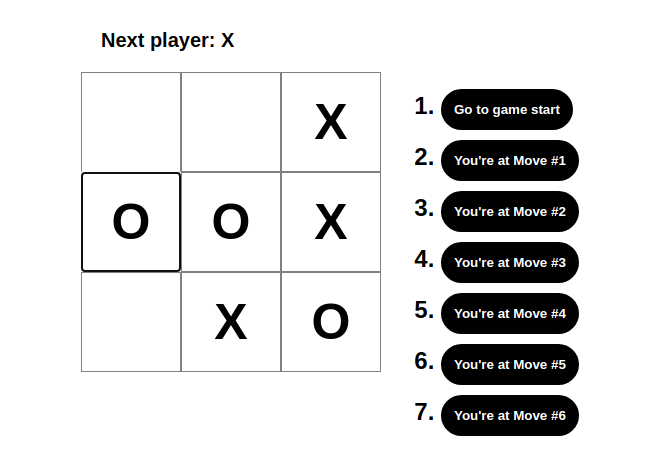 Next player: X
X
O O X
X O
1. Go to game start
2. You're at Move #1
3. You're at Move #2
4. You're at Move #3
5. You're at Move #4
6. You're at Move #5
7. You're at Move #6